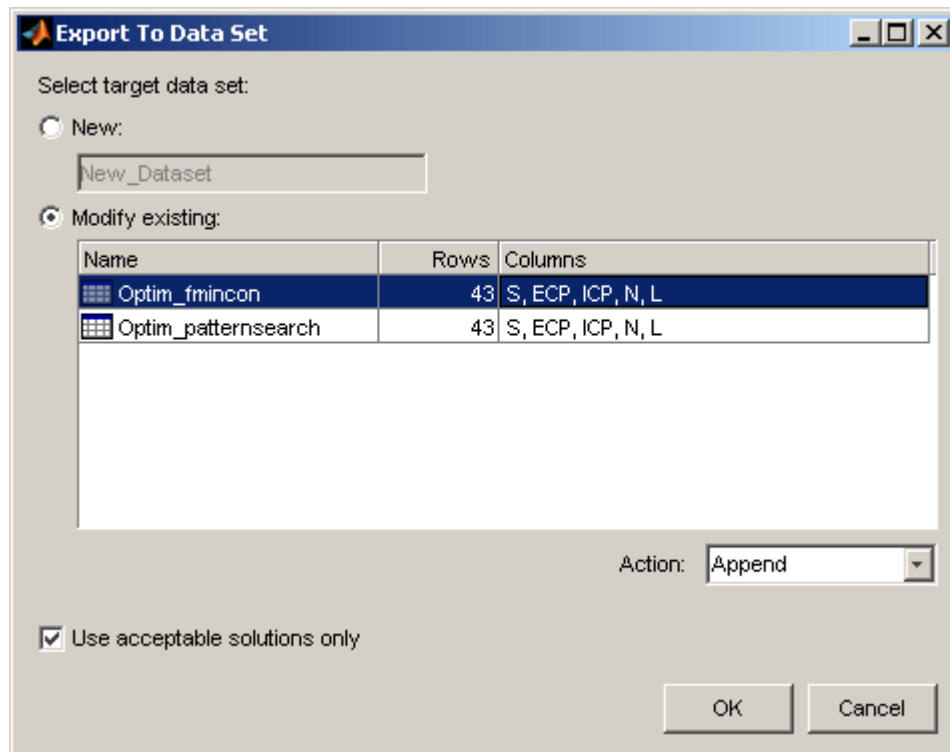 Export To Data Set
Select target data set:
New:
New_Dataset
Modify existing:
Name Rows Columns
Optim_fmincon 43 S, ECP, ICP, N, L
Optim_patternsearch 43 S, ECP, ICP, N, L
Action: Append
Use acceptable solutions only
OK Cancel